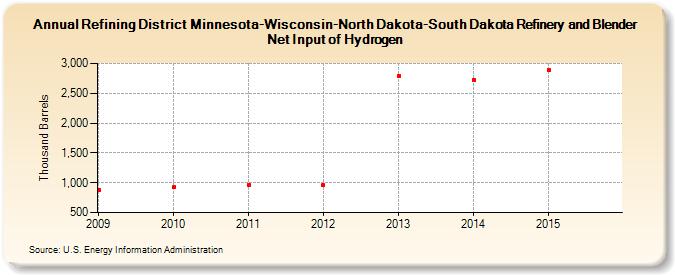 Annual Refining District Minnesota-Wisconsin-North Dakota-South Dakota Refinery and Blender
Net Input of Hydrogen
Thousand Barrels
3,000
2,500
2,000
1,500
1,000
500
2009 2010 2011 2012 2013 2014 2015
Source: U.S. Energy Information Administration